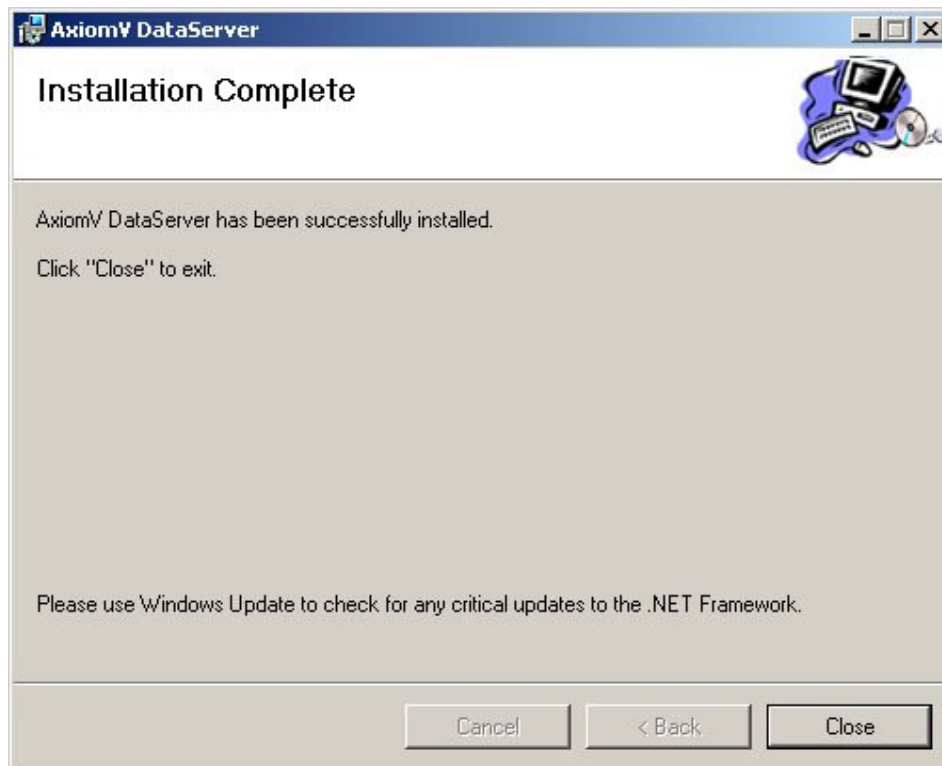 AxiomV DataServer
Installation Complete
AxiomV DataServer has been successfully installed.
Click "Close" to exit.
Please use Windows Update to check for any critical updates to the .NET Framework.
Cancel
< Back
Close